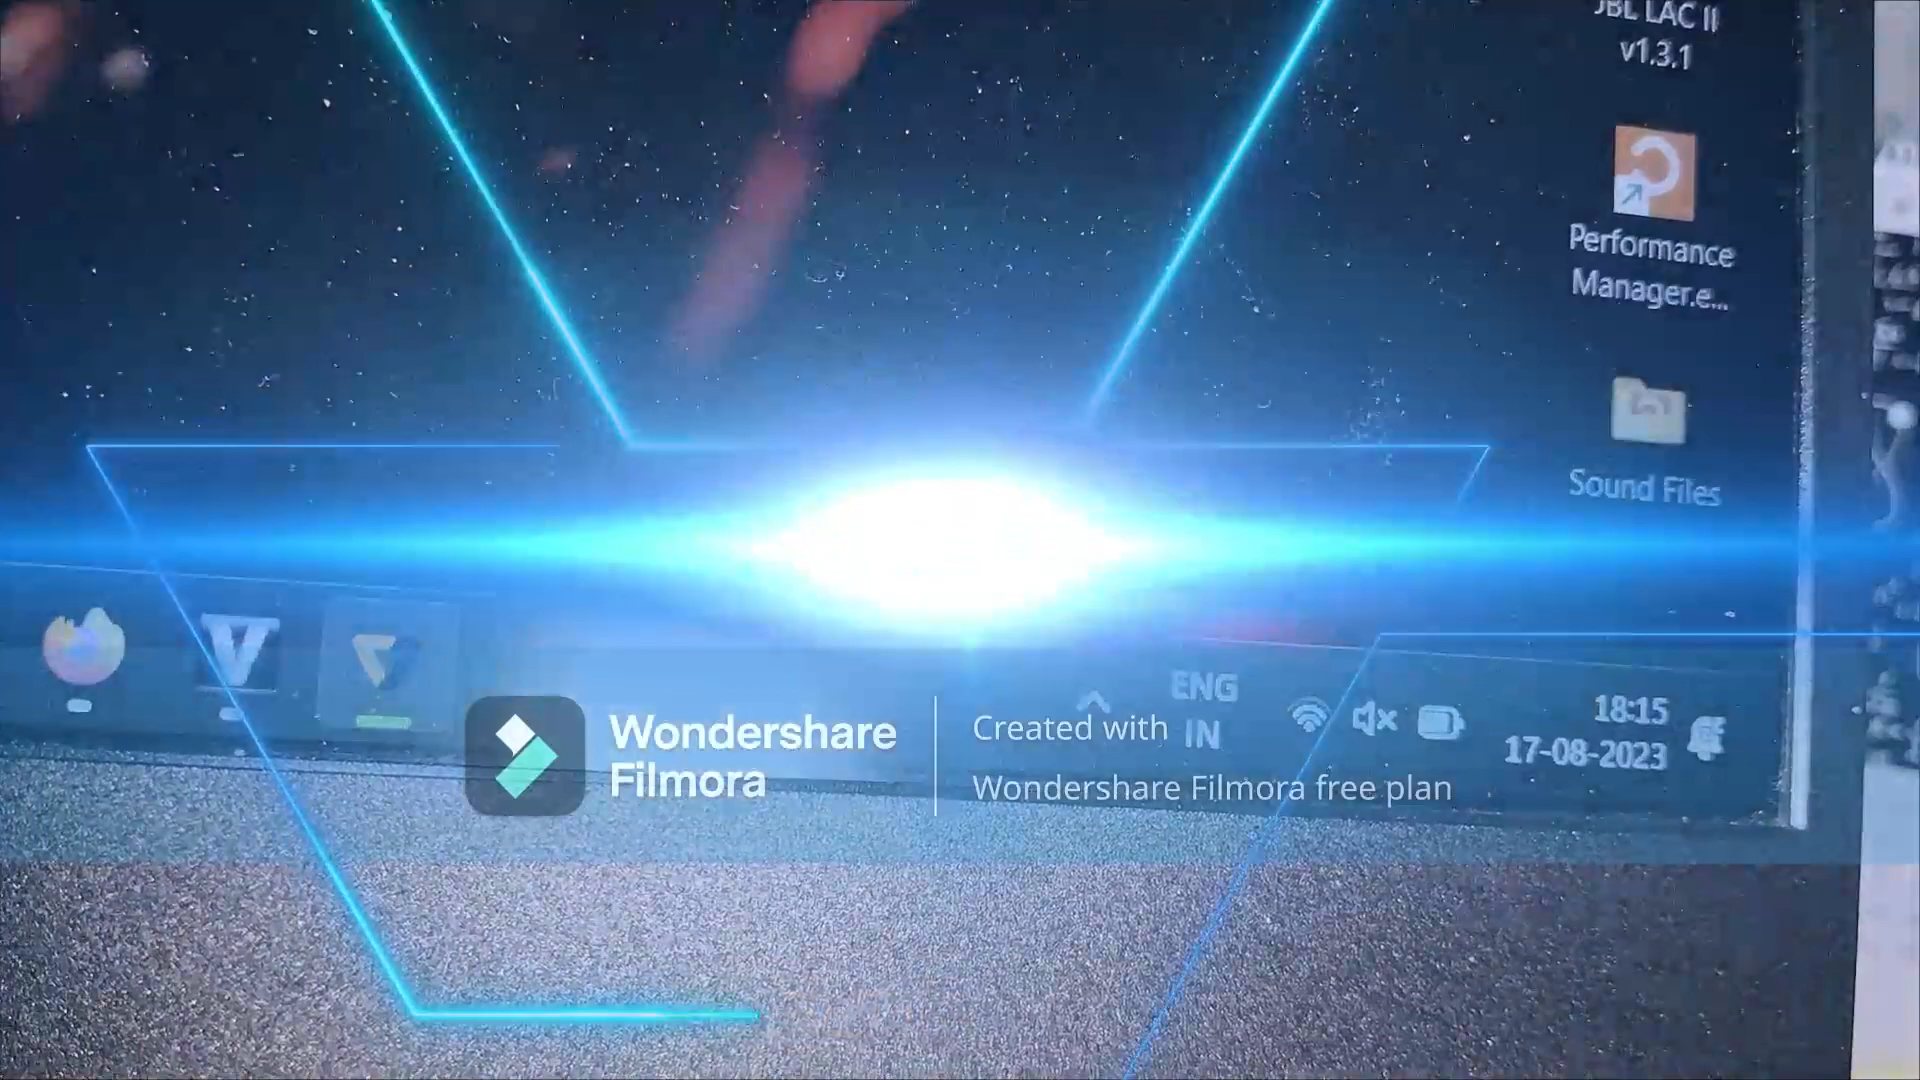 JBL LAC II
v1.3.1
Performance
Manager.e...
Sound Files
ENG
IN
18:15
17-08-2023
Wondershare
Filmora
Created with
Wondershare Filmora free plan